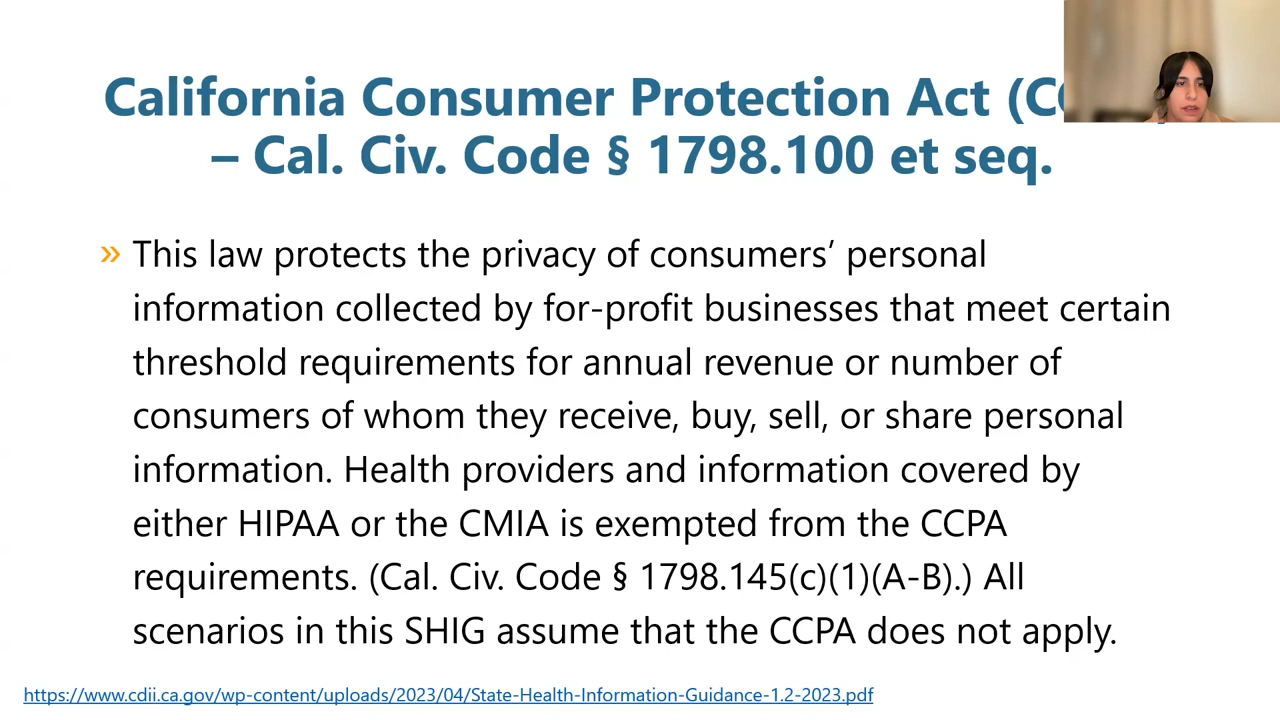 California Consumer Protection Act
– Cal. Civ. Code § 1798.100 et seq.
» This law protects the privacy of consumers’ personal
information collected by for-profit businesses that meet certain
threshold requirements for annual revenue or number of
consumers of whom they receive, buy, sell, or share personal
information. Health providers and information covered by
either HIPAA or the CMIA is exempted from the CCPA
requirements. (Cal. Civ. Code § 1798.145(c)(1)(A-B).) All
scenarios in this SHIG assume that the CCPA does not apply.
https://www.cdii.ca.gov/wp-content/uploads/2023/04/State-Health-Information-Guidance-1.2-2023.pdf